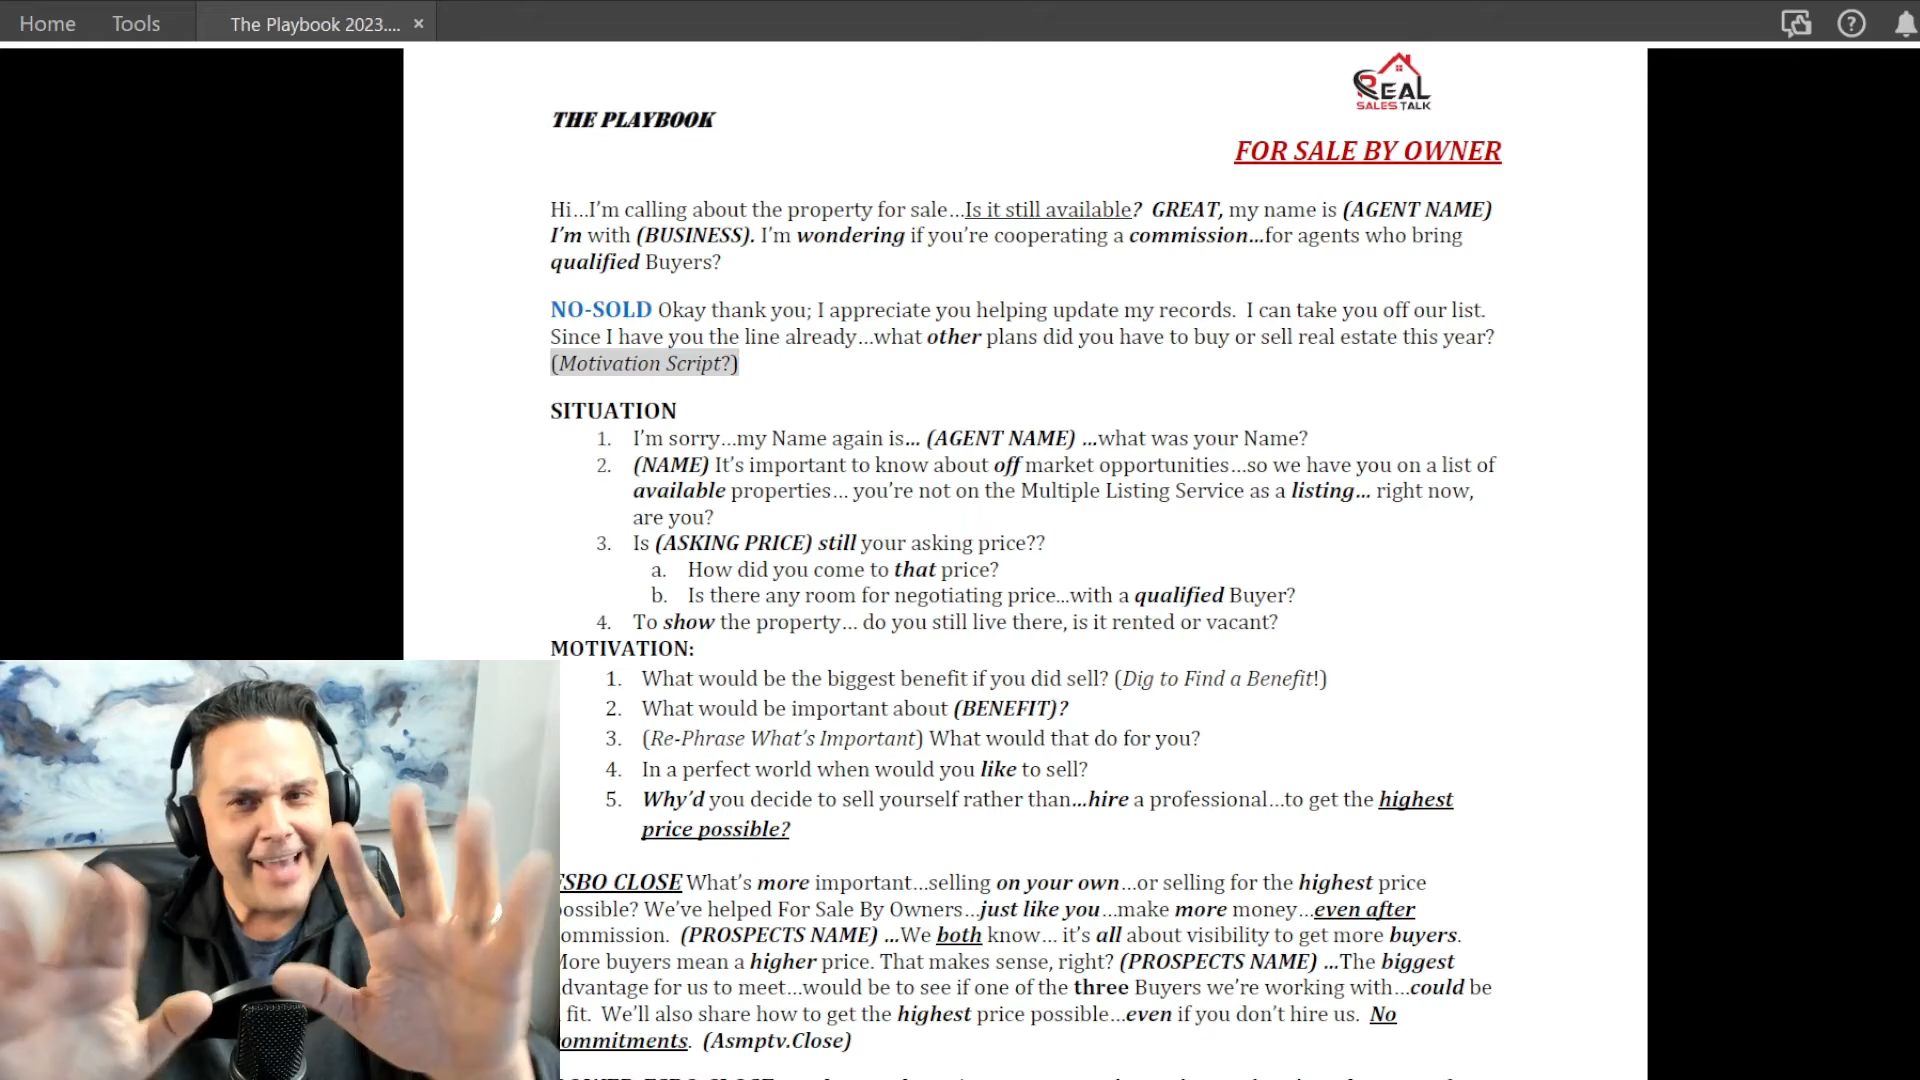 Home Tools The Playbook 2023.... ×
REAL
SALES TALK
THE PLAYBOOK
FOR SALE BY OWNER
Hi…I'm calling about the property for sale…Is it still available? GREAT, my name is (AGENT NAME)
I'm with (BUSINESS). I'm wondering if you're cooperating a commission…for agents who bring
qualified Buyers?
NO-SOLD Okay thank you; I appreciate you helping update my records. I can take you off our list.
Since I have you the line already…what other plans did you have to buy or sell real estate this year?
(Motivation Script?)
SITUATION
1. I'm sorry…my Name again is… (AGENT NAME) …what was your Name?
2. (NAME) It's important to know about off market opportunities…so we have you on a list of
available properties… you're not on the Multiple Listing Service as a listing… right now,
are you?
3. Is (ASKING PRICE) still your asking price??
a. How did you come to that price?
b. Is there any room for negotiating price…with a qualified Buyer?
4. To show the property… do you still live there, is it rented or vacant?
MOTIVATION:
1. What would be the biggest benefit if you did sell? (Dig to Find a Benefit!)
2. What would be important about (BENEFIT)?
3. (Re-Phrase What's Important) What would that do for you?
4. In a perfect world when would you like to sell?
5. Why'd you decide to sell yourself rather than…hire a professional…to get the highest
price possible?
FSBO CLOSE What's more important…selling on your own…or selling for the highest price
ossible? We've helped For Sale By Owners…just like you…make more money…even after
ommission. (PROSPECTS NAME) …We both know… it's all about visibility to get more buyers.
More buyers mean a higher price. That makes sense, right? (PROSPECTS NAME) …The biggest
dvantage for us to meet…would be to see if one of the three Buyers we're working with…could be
fit. We'll also share how to get the highest price possible…even if you don't hire us. No
ommitments. (Asmptv.Close)